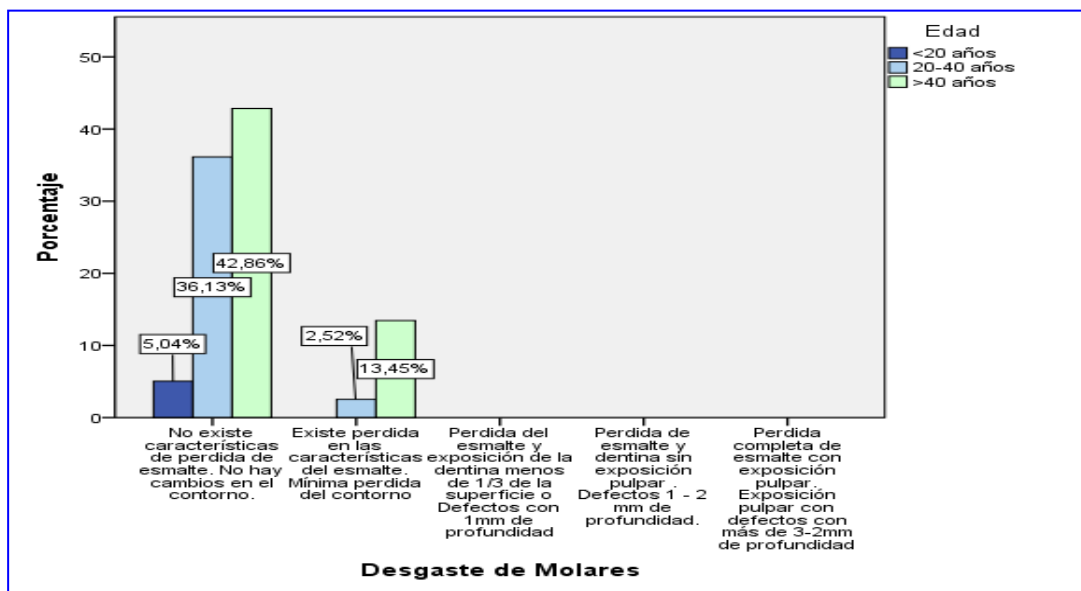 Edad
<20 años
20-40 años
>40 años
Porcentaje
50
40
30
20
10
0
5,04%
36,13%
42,86%
2,52%
13,45%
No existe
características
de perdida de
esmalte. No hay
cambios en el
contorno.
Existe perdida
en las
características
del esmalte.
Mínima perdida
del contorno
Perdida del
esmalte y
exposición de la
dentina menos
de 1/3 de la
superficie o
Defectos con
1mm de
profundidad
Perdida de
esmalte y
dentina sin
exposición
pulpar .
Defectos 1 - 2
mm de
profundidad.
Perdida
completa de
esmalte con
exposición
pulpar.
Exposición
pulpar con
defectos con
más de 3-2mm
de profundidad
Desgaste de Molares